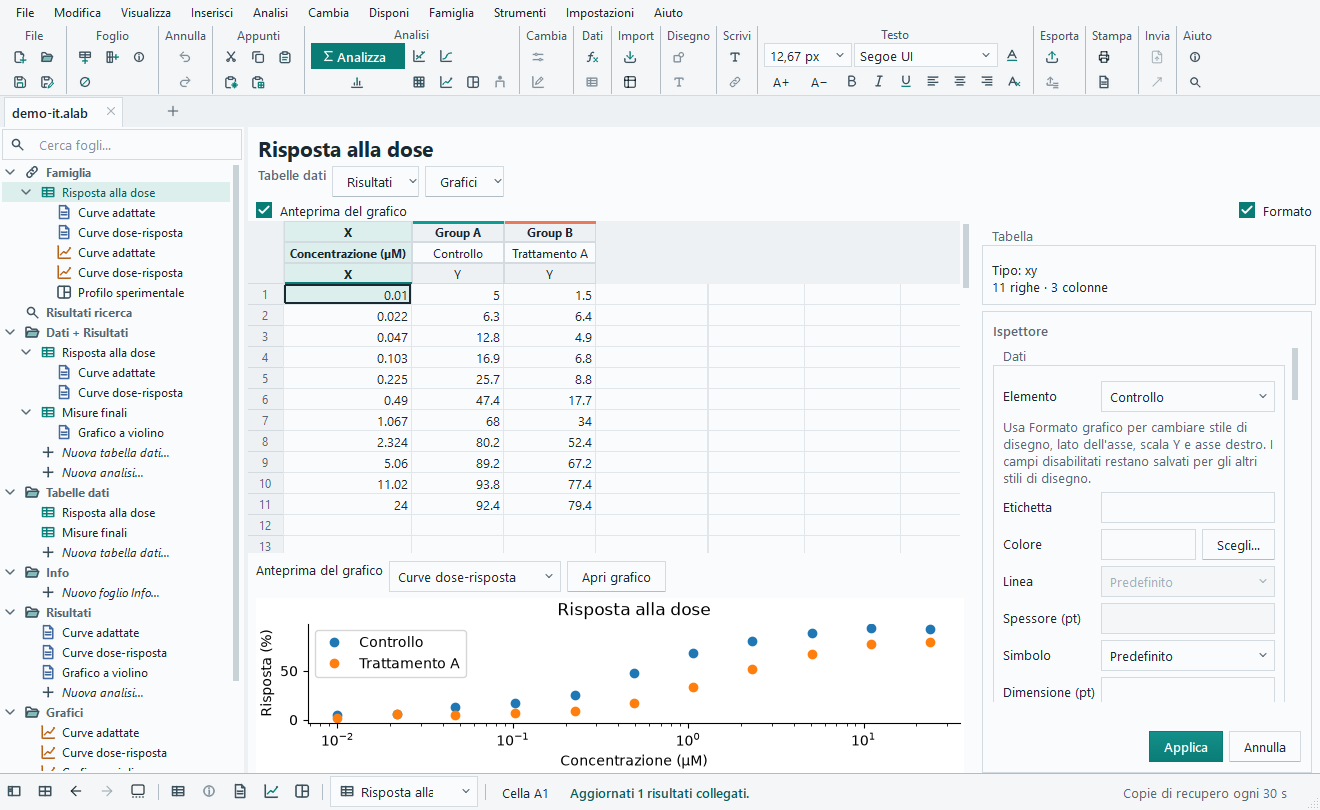 File Modifica Visualizza Inserisci Analisi Cambia Disponi Famiglia Strumenti Impostazioni Aiuto
File Foglio Annulla Appunti Analisi Cambia Dati Import Disegno Scrivi Testo Esporta Stampa Invia Aiuto
Σ Analizza
12,67 px Segoe UI
A+ A− B I U
demo-it.alab
Cerca fogli...
Famiglia
Risposta alla dose
Curve adattate
Curve dose-risposta
Curve adattate
Curve dose-risposta
Profilo sperimentale
Risultati ricerca
Dati + Risultati
Risposta alla dose
Curve adattate
Curve dose-risposta
Misure finali
Grafico a violino
Nuova tabella dati...
Nuova analisi...
Tabelle dati
Risposta alla dose
Misure finali
Nuova tabella dati...
Info
Nuovo foglio Info...
Risultati
Curve adattate
Curve dose-risposta
Grafico a violino
Nuova analisi...
Grafici
Curve adattate
Curve dose-risposta
Risposta alla dose
Tabelle dati Risultati Grafici
Anteprima del grafico
Formato
X Group A Group B
Concentrazione (µM) Controllo Trattamento A
X Y Y
1 0.01 5 1.5
2 0.022 6.3 6.4
3 0.047 12.8 4.9
4 0.103 16.9 6.8
5 0.225 25.7 8.8
6 0.49 47.4 17.7
7 1.067 68 34
8 2.324 80.2 52.4
9 5.06 89.2 67.2
10 11.02 93.8 77.4
11 24 92.4 79.4
12
13
Anteprima del grafico Curve dose-risposta Apri grafico
Risposta alla dose
Controllo
Trattamento A
Risposta (%)
50
0
10⁻² 10⁻¹ 10⁰ 10¹
Concentrazione (µM)
Tabella
Tipo: xy
11 righe · 3 colonne
Ispettore
Dati
Elemento Controllo
Usa Formato grafico per cambiare stile di
disegno, lato dell'asse, scala Y e asse destro. I
campi disabilitati restano salvati per gli altri
stili di disegno.
Etichetta
Colore Scegli...
Linea Predefinito
Spessore (pt)
Simbolo Predefinito
Dimensione (pt)
Applica Annulla
Risposta alla Cella A1 Aggiornati 1 risultati collegati. Copie di recupero ogni 30 s